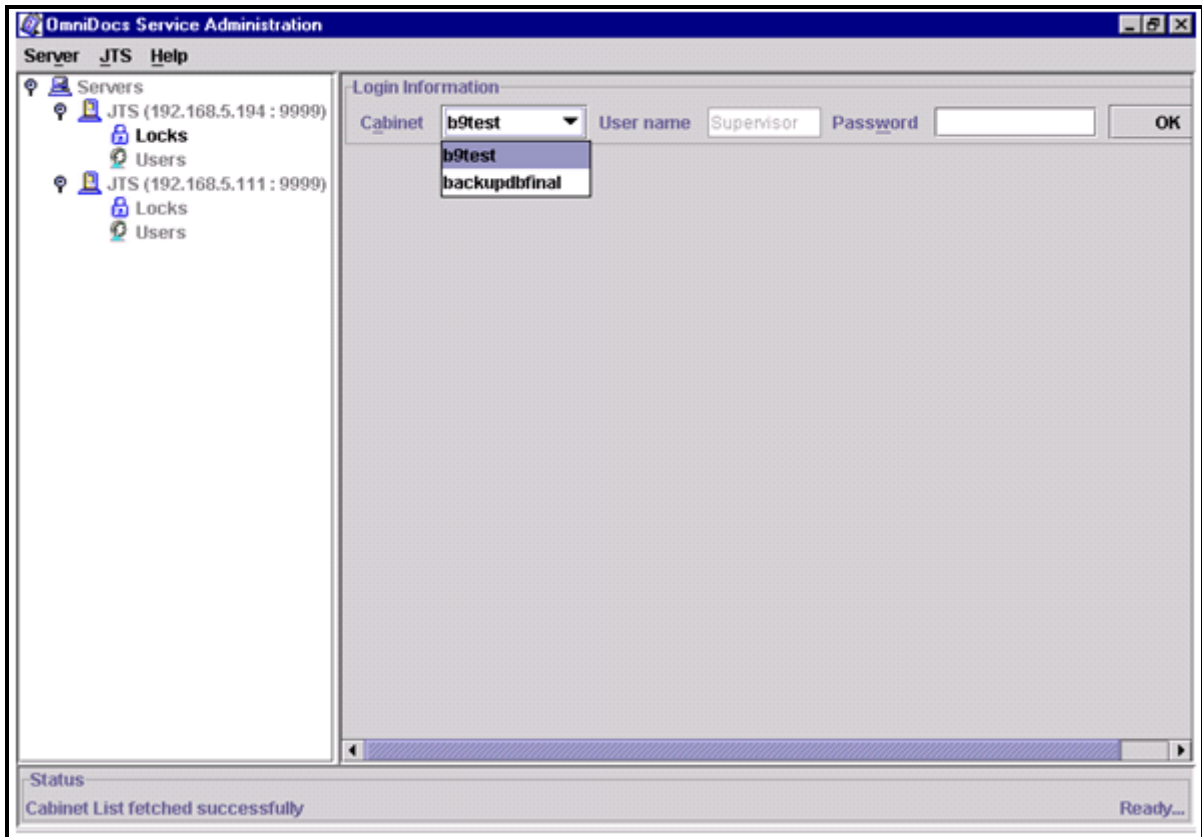 OmniDocs Service Administration
Server JTS Help
Servers
JTS (192.168.5.194 : 9999)
Locks
Users
JTS (192.168.5.111 : 9999)
Locks
Users
Login Information
Cabinet b9test User name Supervisor Password OK
b9test
backupdbfinal
Status
Cabinet List fetched successfully Ready...